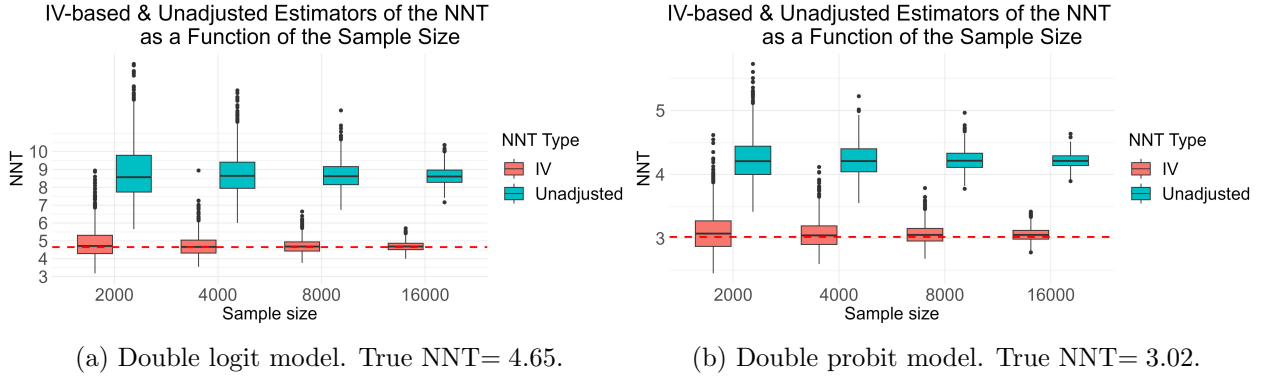 IV-based & Unadjusted Estimators of the NNT
as a Function of the Sample Size
NNT
10
9
8
7
6
5
4
3
2000
4000
8000
16000
Sample size
NNT Type
IV
Unadjusted
(a) Double logit model. True NNT= 4.65.
IV-based & Unadjusted Estimators of the NNT
as a Function of the Sample Size
NNT
5
4
3
2000
4000
8000
16000
Sample size
NNT Type
IV
Unadjusted
(b) Double probit model. True NNT= 3.02.